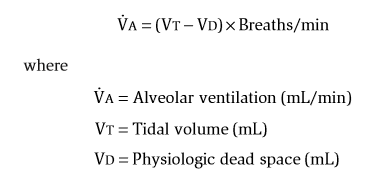 V̇A = (VT – VD) × Breaths/min
where
V̇A = Alveolar ventilation (mL/min)
VT = Tidal volume (mL)
VD = Physiologic dead space (mL)